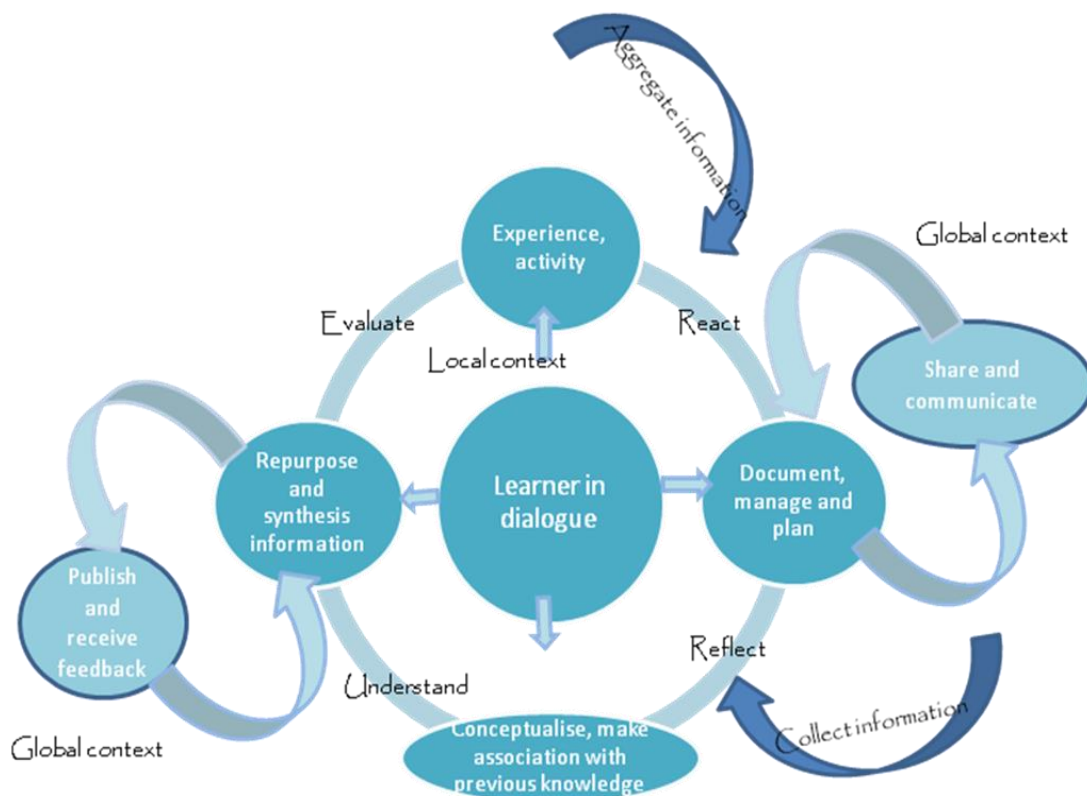 Aggregate information
Experience,
activity
Global context
Evaluate
React
Local context
Share and
communicate
Repurpose
and
synthesis
information
Learner in
dialogue
Document,
manage and
plan
Publish
and
receive
feedback
Reflect
Understand
Collect information
Conceptualise, make
association with
previous knowledge
Global context